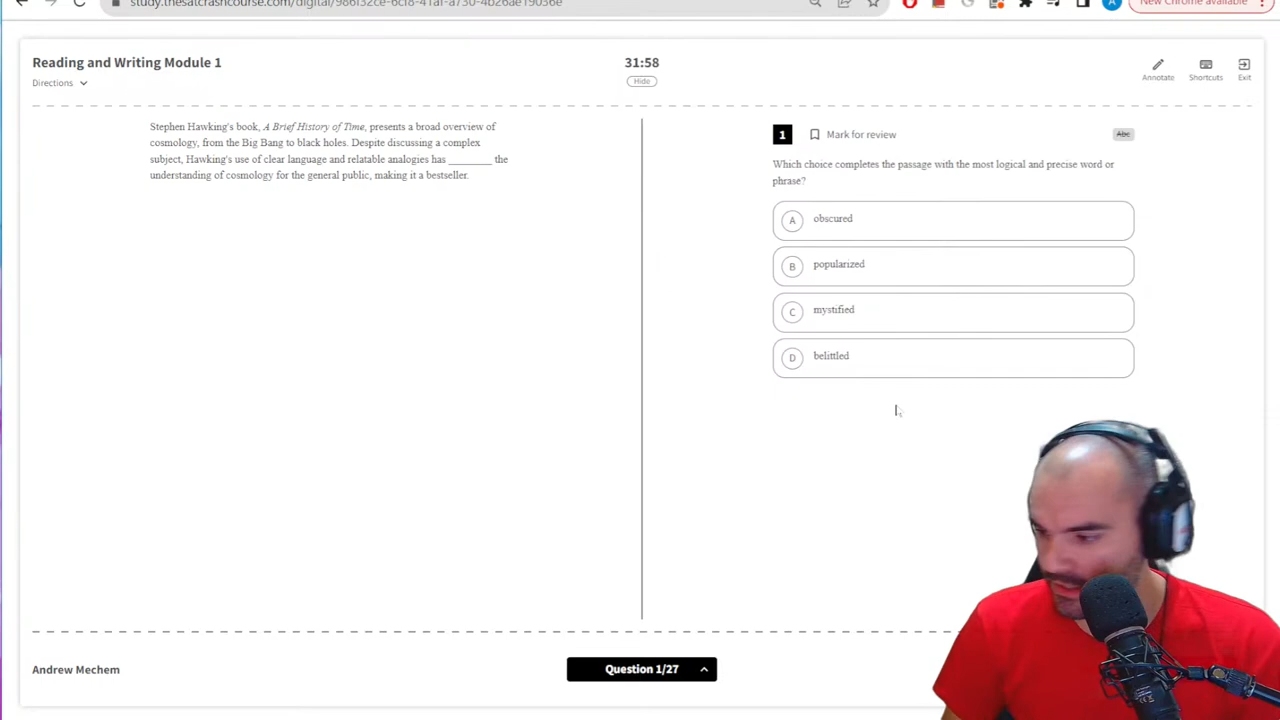 Reading and Writing Module 1
31:58
Directions
Hide
Annotate
Shortcuts
Exit
Stephen Hawking's book, A Brief History of Time, presents a broad overview of
cosmology, from the Big Bang to black holes. Despite discussing a complex
subject, Hawking's use of clear language and relatable analogies has ________ the
understanding of cosmology for the general public, making it a bestseller.
1
Mark for review
Abc
Which choice completes the passage with the most logical and precise word or
phrase?
A obscured
B popularized
C mystified
D belittled
Andrew Mechem
Question 1/27